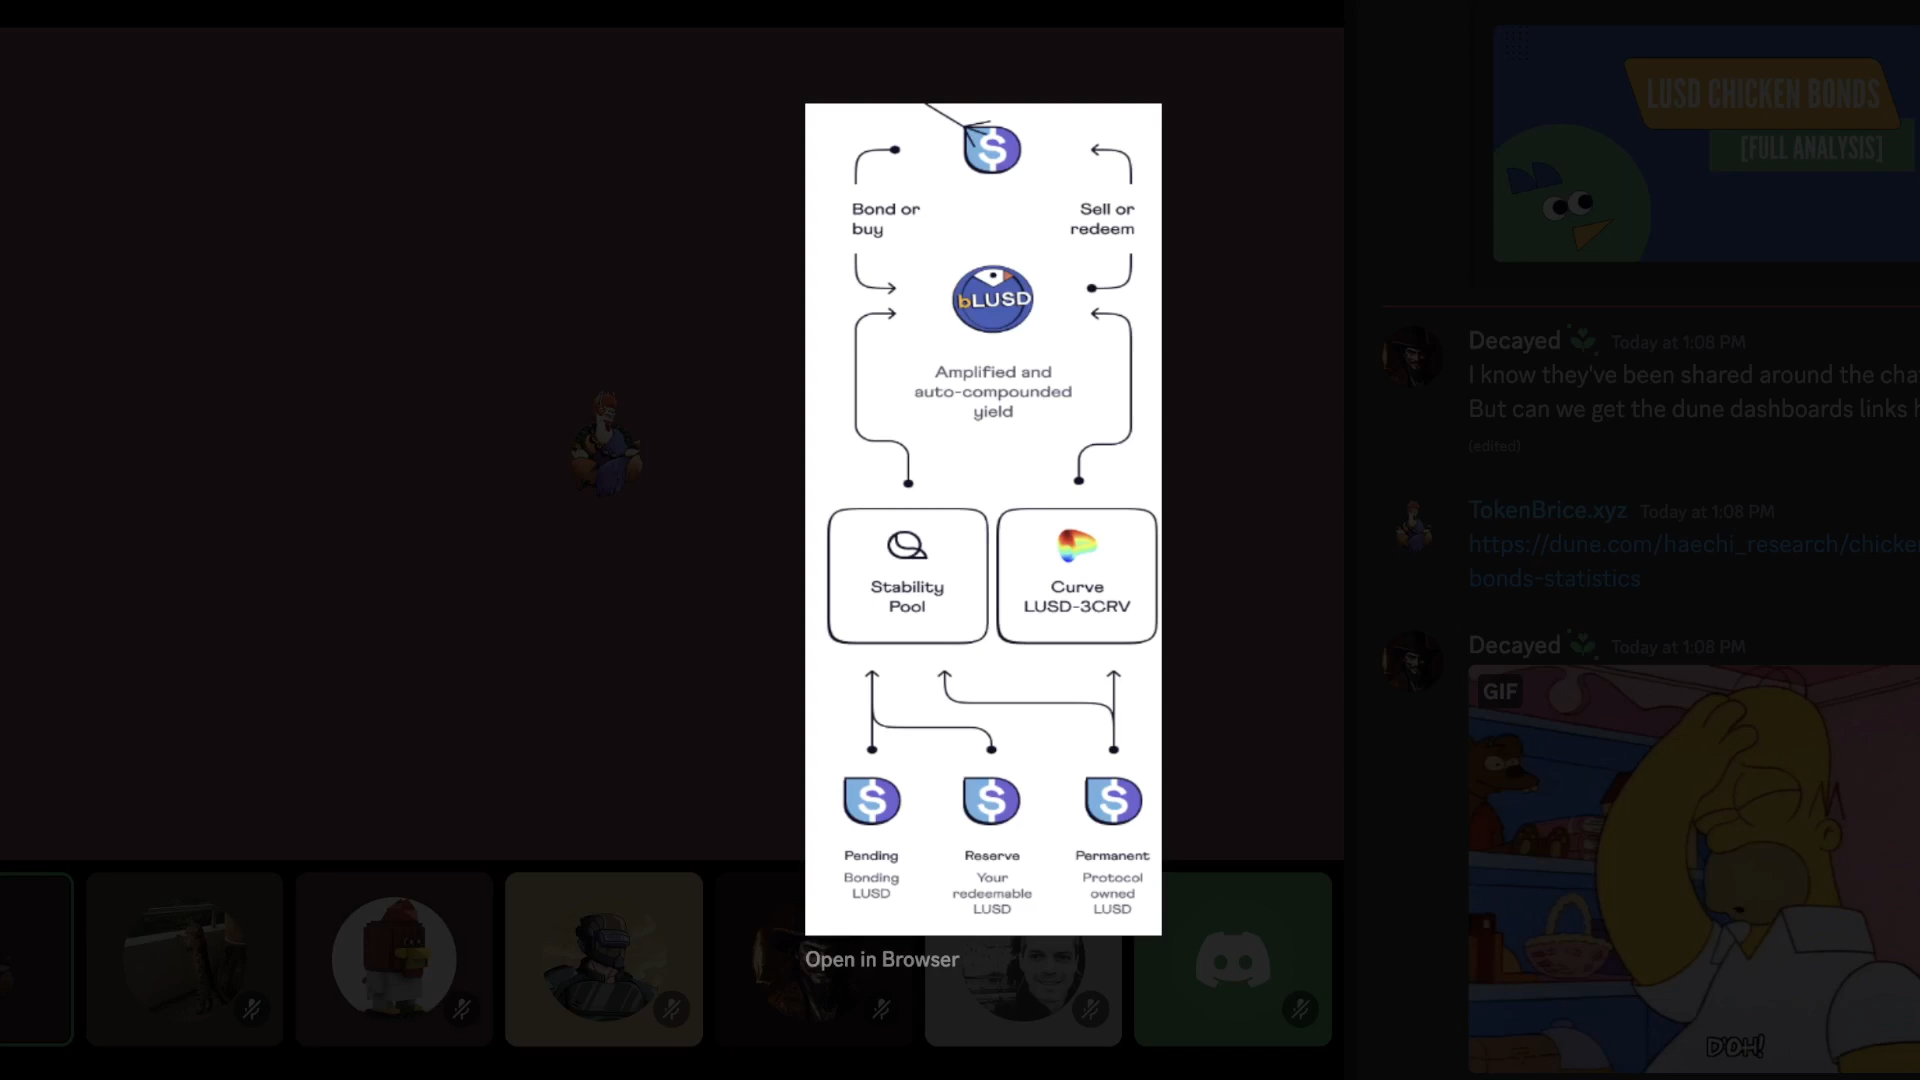 $
Bond or
buy
Sell or
redeem
bLUSD
Amplified and
auto-compounded
yield
Stability
Pool
Curve
LUSD-3CRV
$
$
$
Pending
Bonding
LUSD
Reserve
Your
redeemable
LUSD
Permanent
Protocol
owned
LUSD
Open in Browser
LUSD CHICKEN BONDS
[FULL ANALYSIS]
Decayed Today at 1:08 PM
I know they've been shared around the cha
But can we get the dune dashboards links
(edited)
TokenBrice.xyz Today at 1:08 PM
https://dune.com/haechi_research/chicke
bonds-statistics
Decayed Today at 1:08 PM
GIF
D'OH!